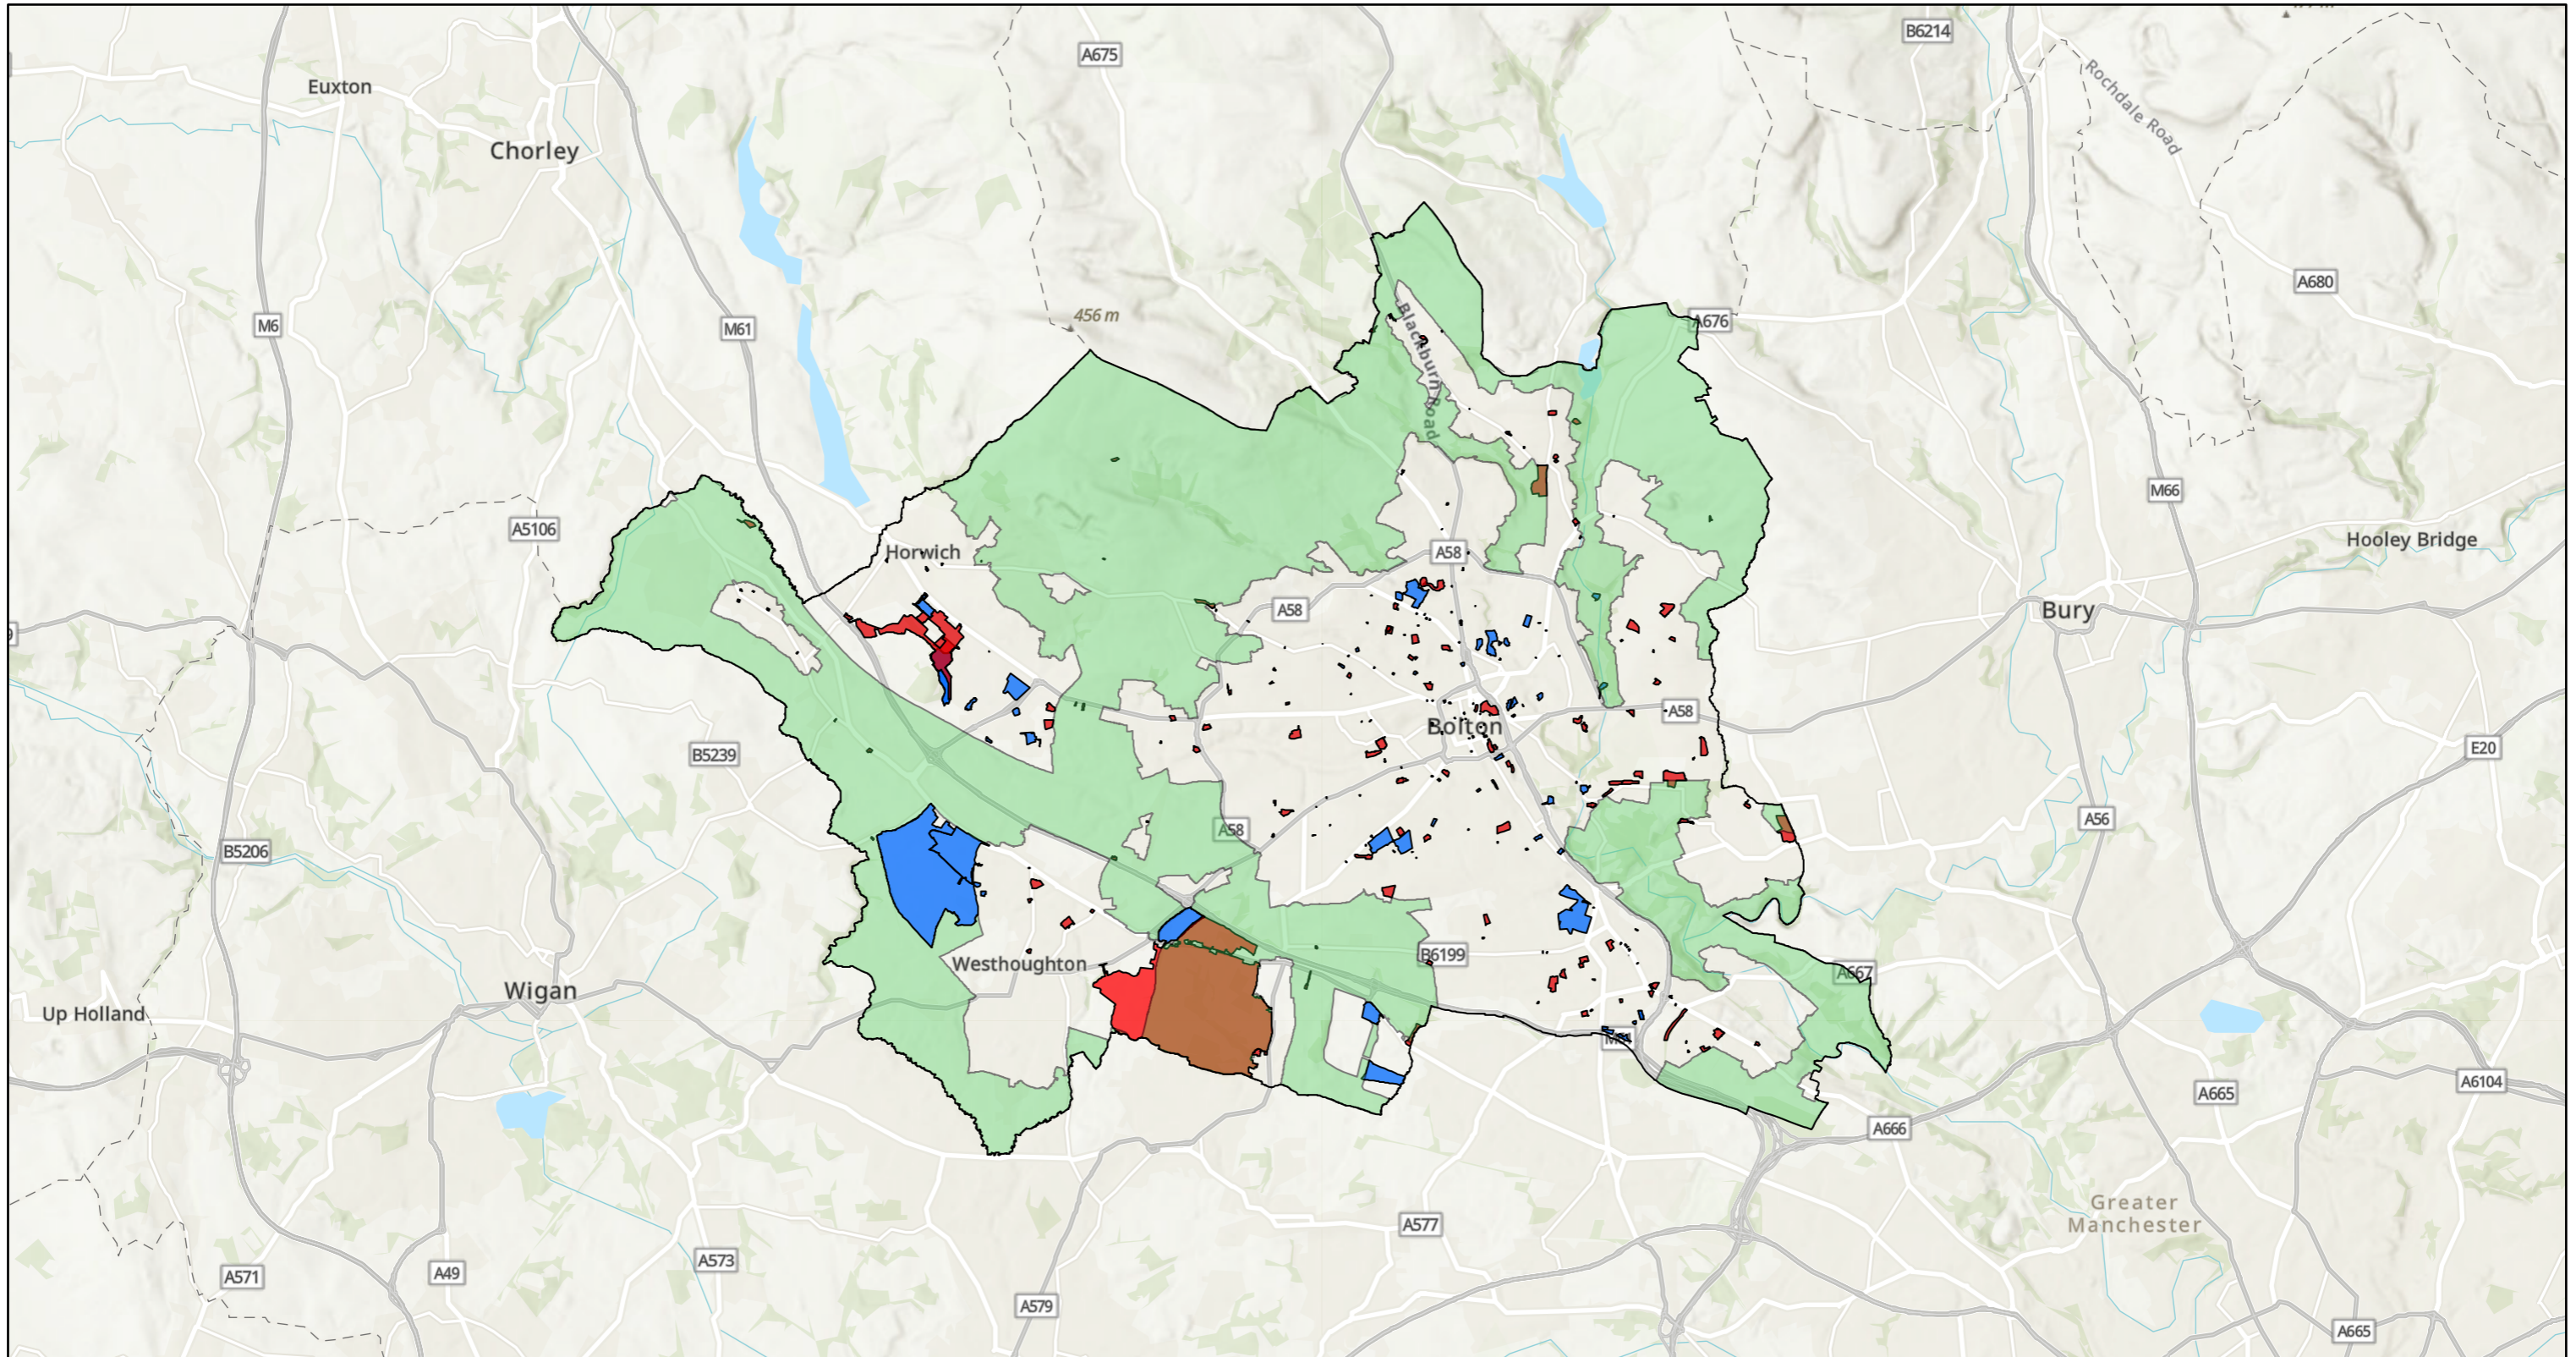 B6214
A675
Rochdale Road
Euxton
Chorley
A680
M6
M61
456 m
A676
Blackburn Road
M66
A5106
Hooley Bridge
Horwich
A58
A58
Bury
A58
Bolton
B5239
E20
A56
A58
B5206
B6199
Westhoughton
A667
Wigan
Up Holland
A6104
A665
A666
Greater
Manchester
A577
A573
A49
A571
A579
A665